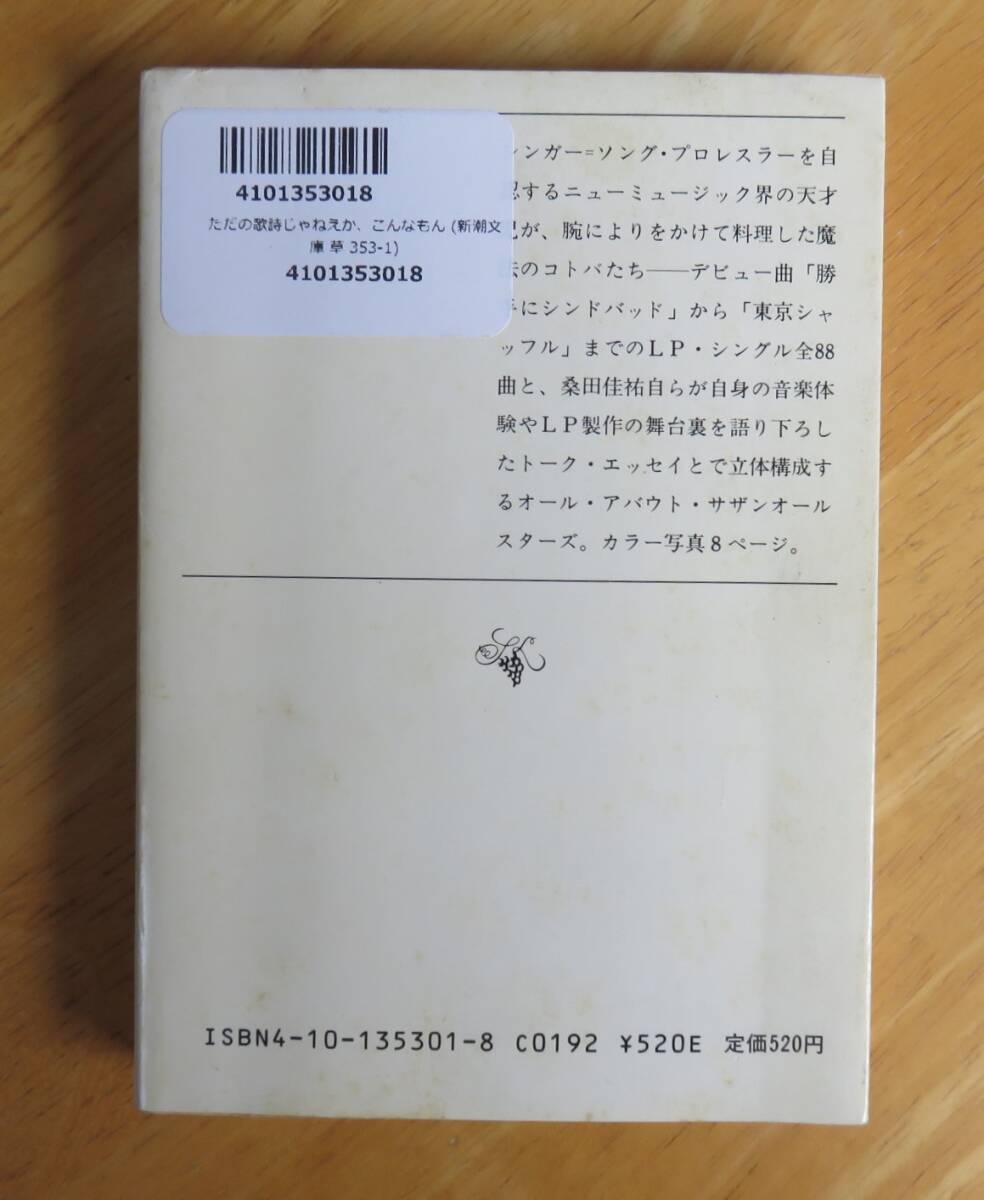 4101353018
ただの歌詩じゃねえか、こんなもん (新潮文
庫 草 353-1)
4101353018
ンガー=ソング・プロレスラーを自
するニューミュージック界の天才
が、腕によりをかけて料理した魔
のコトバたち——デビュー曲「勝
にシンドバッド」から「東京シャ
ッフル」までのLP・シングル全88
曲と、桑田佳祐自らが自身の音楽体
験やLP製作の舞台裏を語り下ろし
たトーク・エッセイとで立体構成す
るオール・アバウト・サザンオール
スターズ。カラー写真8ページ。
ISBN4-10-135301-8 C0192 ¥520E 定価520円